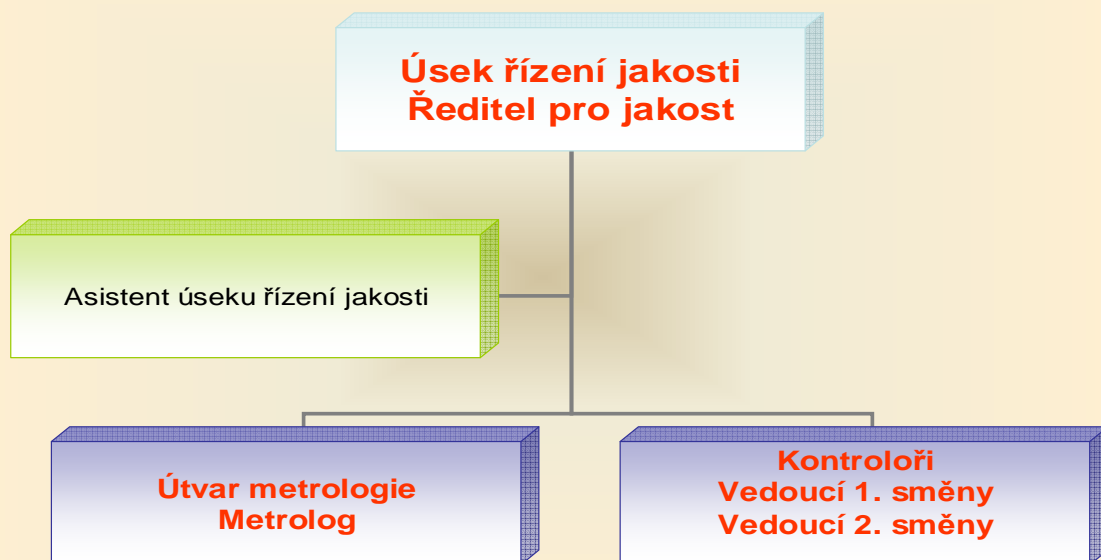 Úsek řízení jakosti
Ředitel pro jakost
Asistent úseku řízení jakosti
Útvar metrologie
Metrolog
Kontroloři
Vedoucí 1. směny
Vedoucí 2. směny